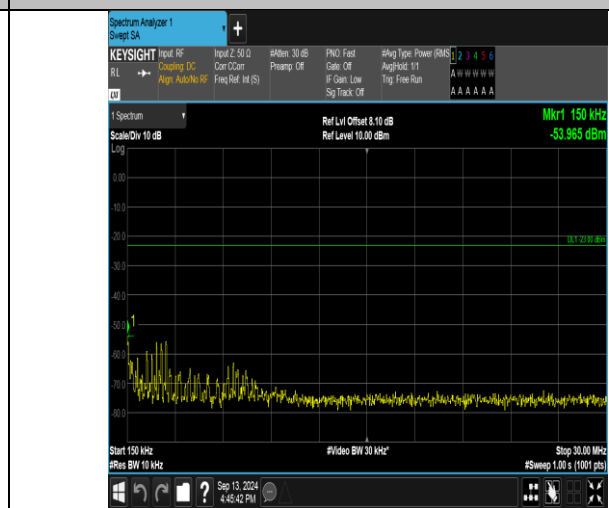 Spectrum Analyzer 1
Swept SA
+
KEYSIGHT Input: RF Input Z: 50 Ω #Atten: 30 dB PNO: Fast #Avg Type: Power (RMS 1 2 3 4 5 6
RL Coupling: DC Corr CCorr Preamp: Off Gate: Off Avg|Hold: 1/1 A W W W W W
Align: Auto/No RF Freq Ref: Int (S) IF Gain: Low Trig: Free Run
Sig Track: Off A A A A A A
LXI
1 Spectrum Ref Lvl Offset 8.10 dB Mkr1 150 kHz
Scale/Div 10 dB Ref Level 10.00 dBm -53.965 dBm
Log
0.00
-10.0
-20.0
DL1 -23.00 dBm
-30.0
-40.0
-50.0
1
-60.0
-70.0
-80.0
Start 150 kHz #Video BW 30 kHz* Stop 30.00 MHz
#Res BW 10 kHz #Sweep 1.00 s (1001 pts)
? Sep 13, 2024
4:45:42 PM